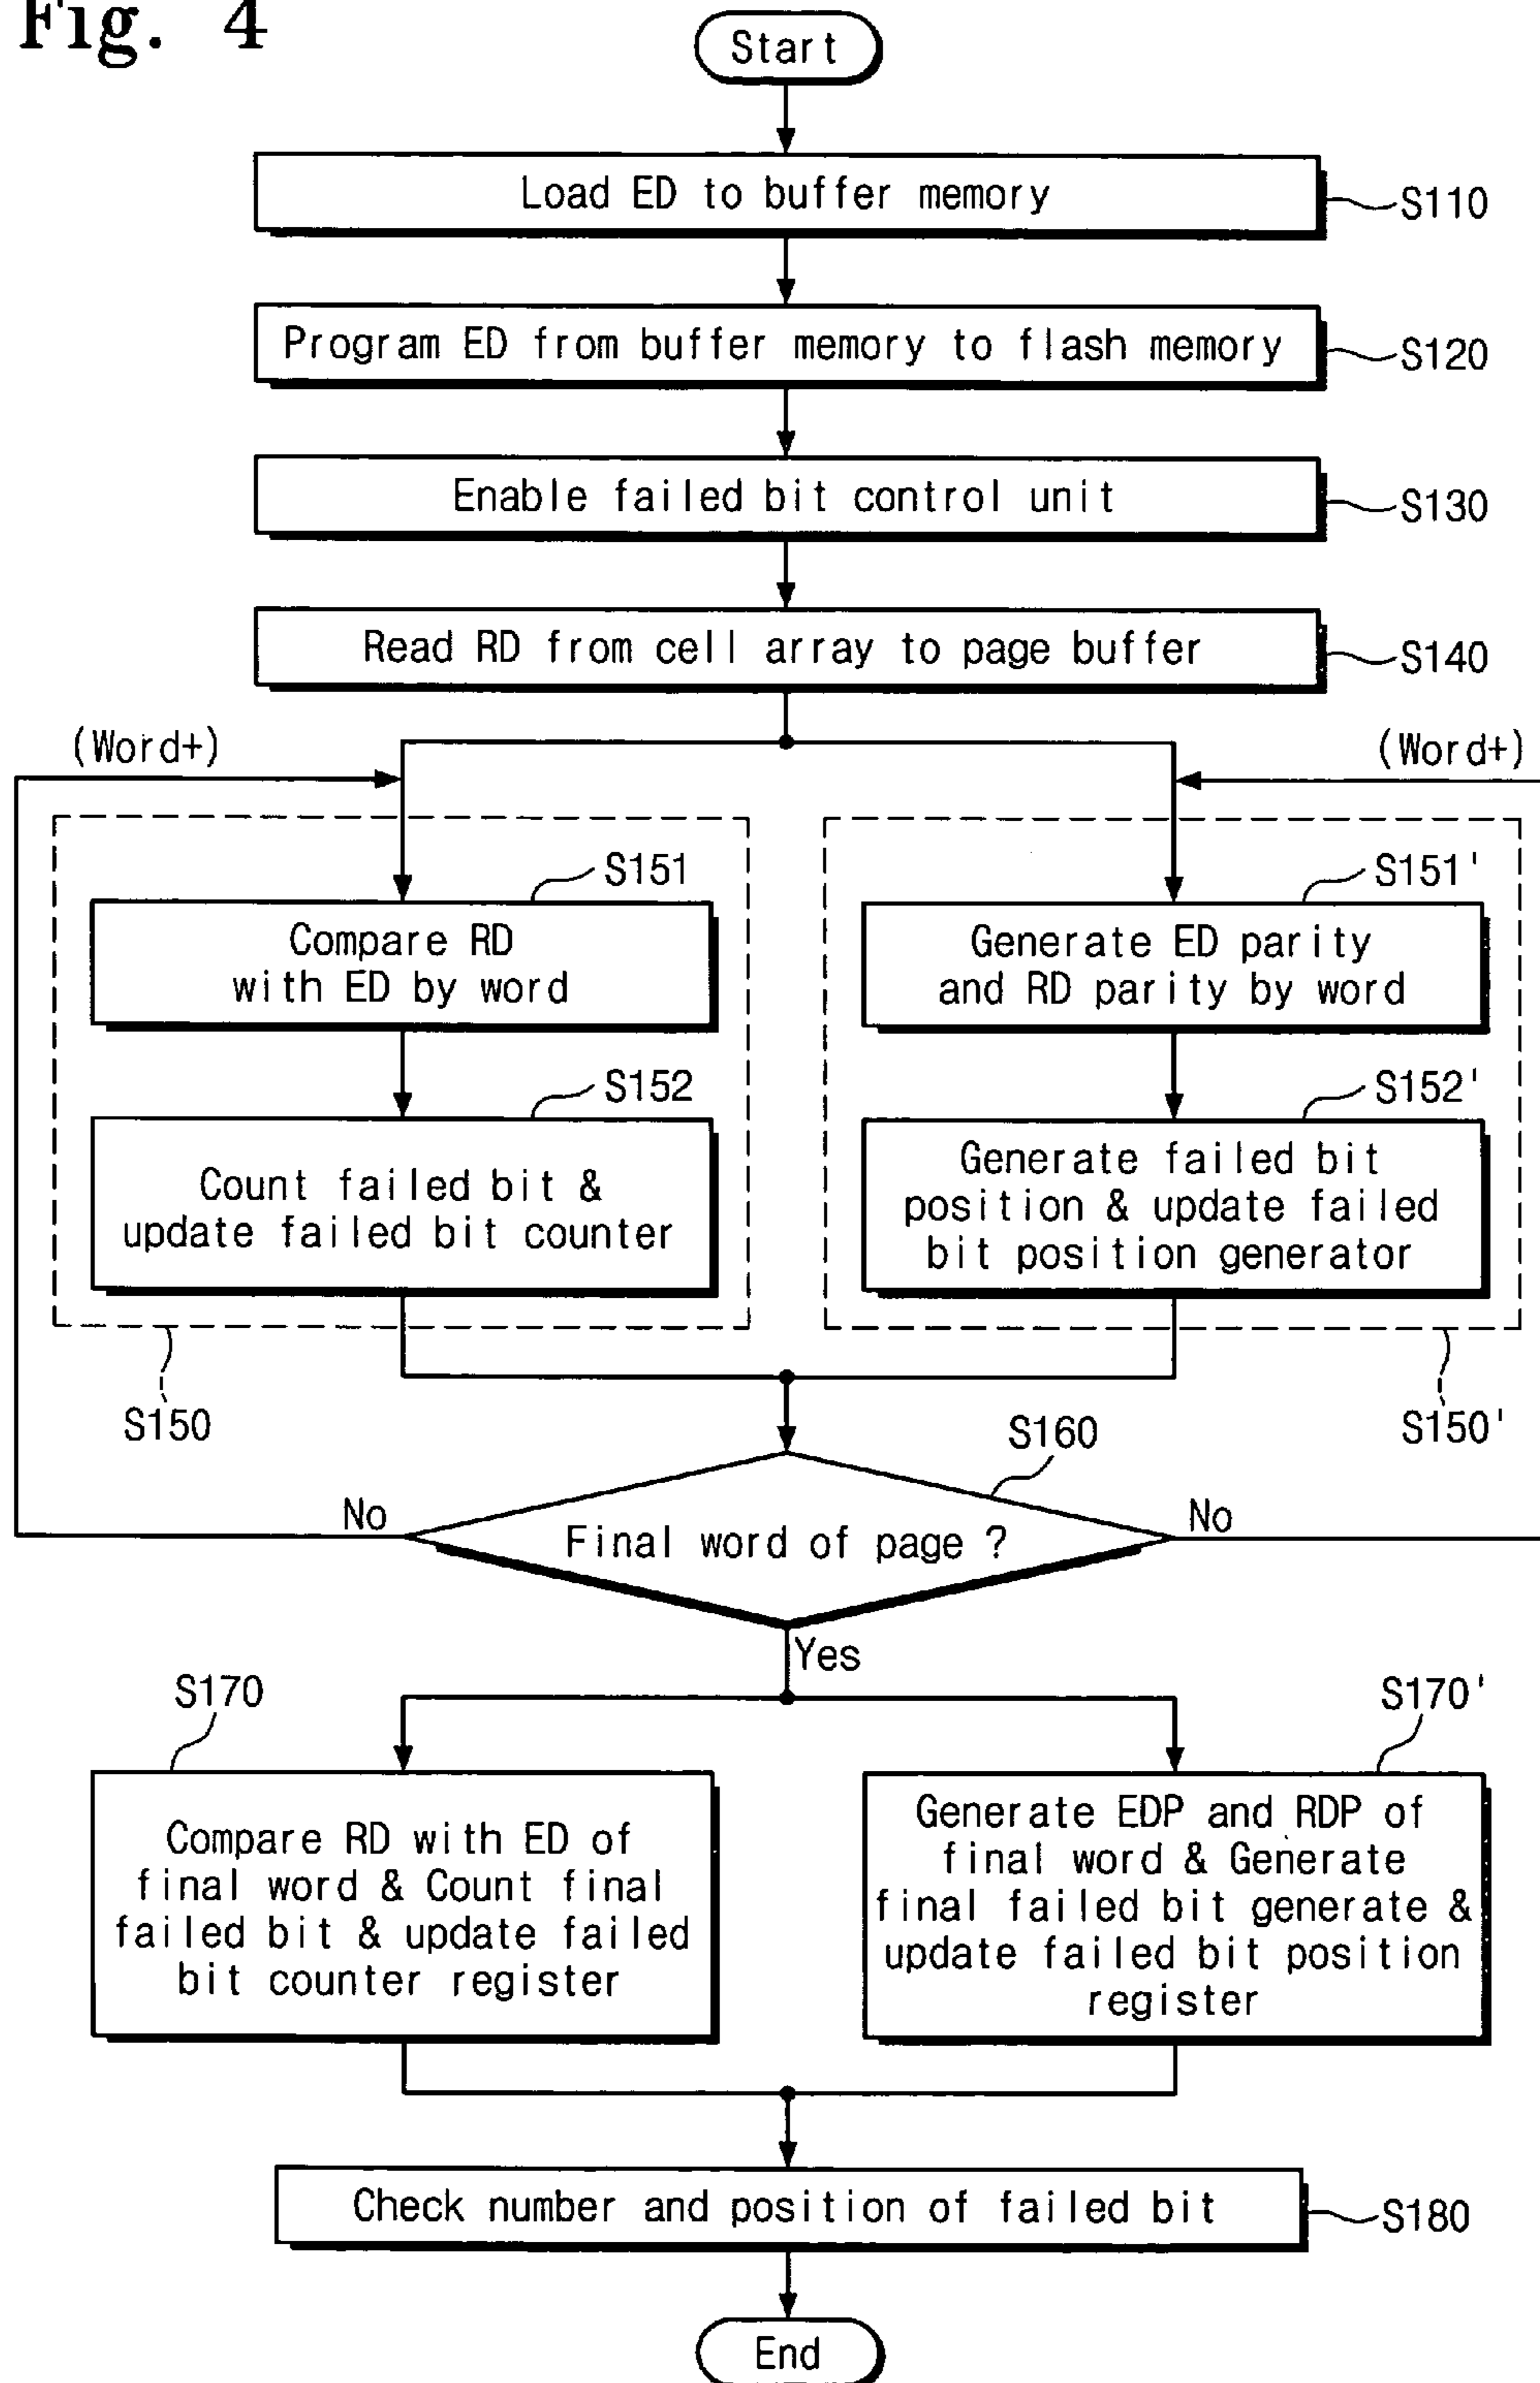 Fig. 4
Start
Load ED to buffer memory
S110
Program ED from buffer memory to flash memory
S120
Enable failed bit control unit
S130
Read RD from cell array to page buffer
S140
(Word+)
(Word+)
S151
Compare RD
with ED by word
S152
Count failed bit &
update failed bit counter
S150
S151'
Generate ED parity
and RD parity by word
S152'
Generate failed bit
position & update failed
bit position generator
S150'
S160
No
Final word of page ?
No
Yes
S170
Compare RD with ED of
final word & Count final
failed bit & update failed
bit counter register
S170'
Generate EDP and RDP of
final word & Generate
final failed bit generate &
update failed bit position
register
Check number and position of failed bit
S180
End